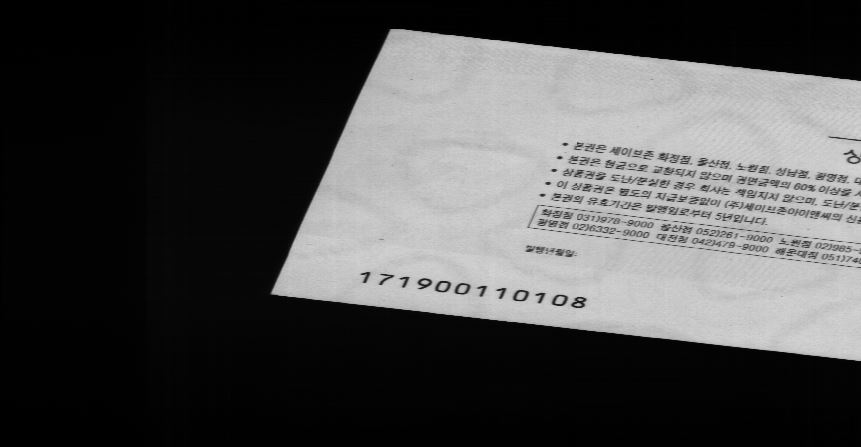 상
• 본권은 세이브존 화정점, 울산점, 노원점, 성남점, 광명점, 대
• 본권은 현금으로 교환되지 않으며 권면금액의 60% 이상을 사
• 상품권을 도난/분실한 경우 회사는 책임지지 않으며, 도난/분
• 이 상품권은 별도의 지급보증없이 (주)세이브존아이앤씨의 신
• 본권의 유효기간은 발행일로부터 5년입니다.
화정점 031)978-9000 울산점 052)261-9000 노원점 02)985-
광명점 02)6332-9000 대전점 042)479-9000 해운대점 051)740
발행년월일:
171900110108